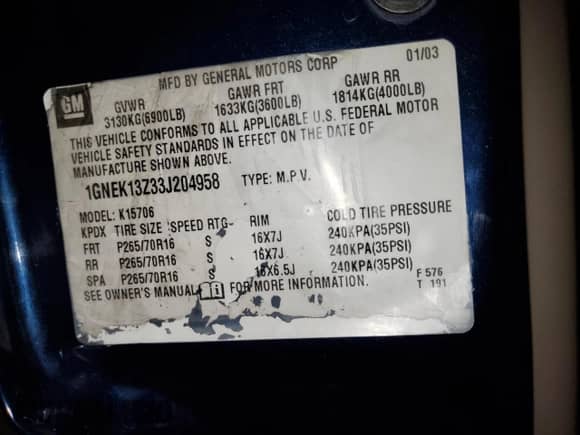 MFD BY GENERAL MOTORS CORP 01/03
GM
GVWR GAWR FRT GAWR RR
3130KG(6900LB) 1633KG(3600LB) 1814KG(4000LB)
THIS VEHICLE CONFORMS TO ALL APPLICABLE U.S. FEDERAL MOTOR
VEHICLE SAFETY STANDARDS IN EFFECT ON THE DATE OF
MANUFACTURE SHOWN ABOVE.
1GNEK13Z33J204958 TYPE: M.P.V.
MODEL: K15706
KPDX TIRE SIZE SPEED RTG RIM COLD TIRE PRESSURE
FRT P265/70R16 S 16X7J 240KPA(35PSI)
RR P265/70R16 S 16X7J 240KPA(35PSI)
SPA P265/70R16 S 16X6.5J 240KPA(35PSI)
SEE OWNER'S MANUAL FOR MORE INFORMATION.
F 576
T 191